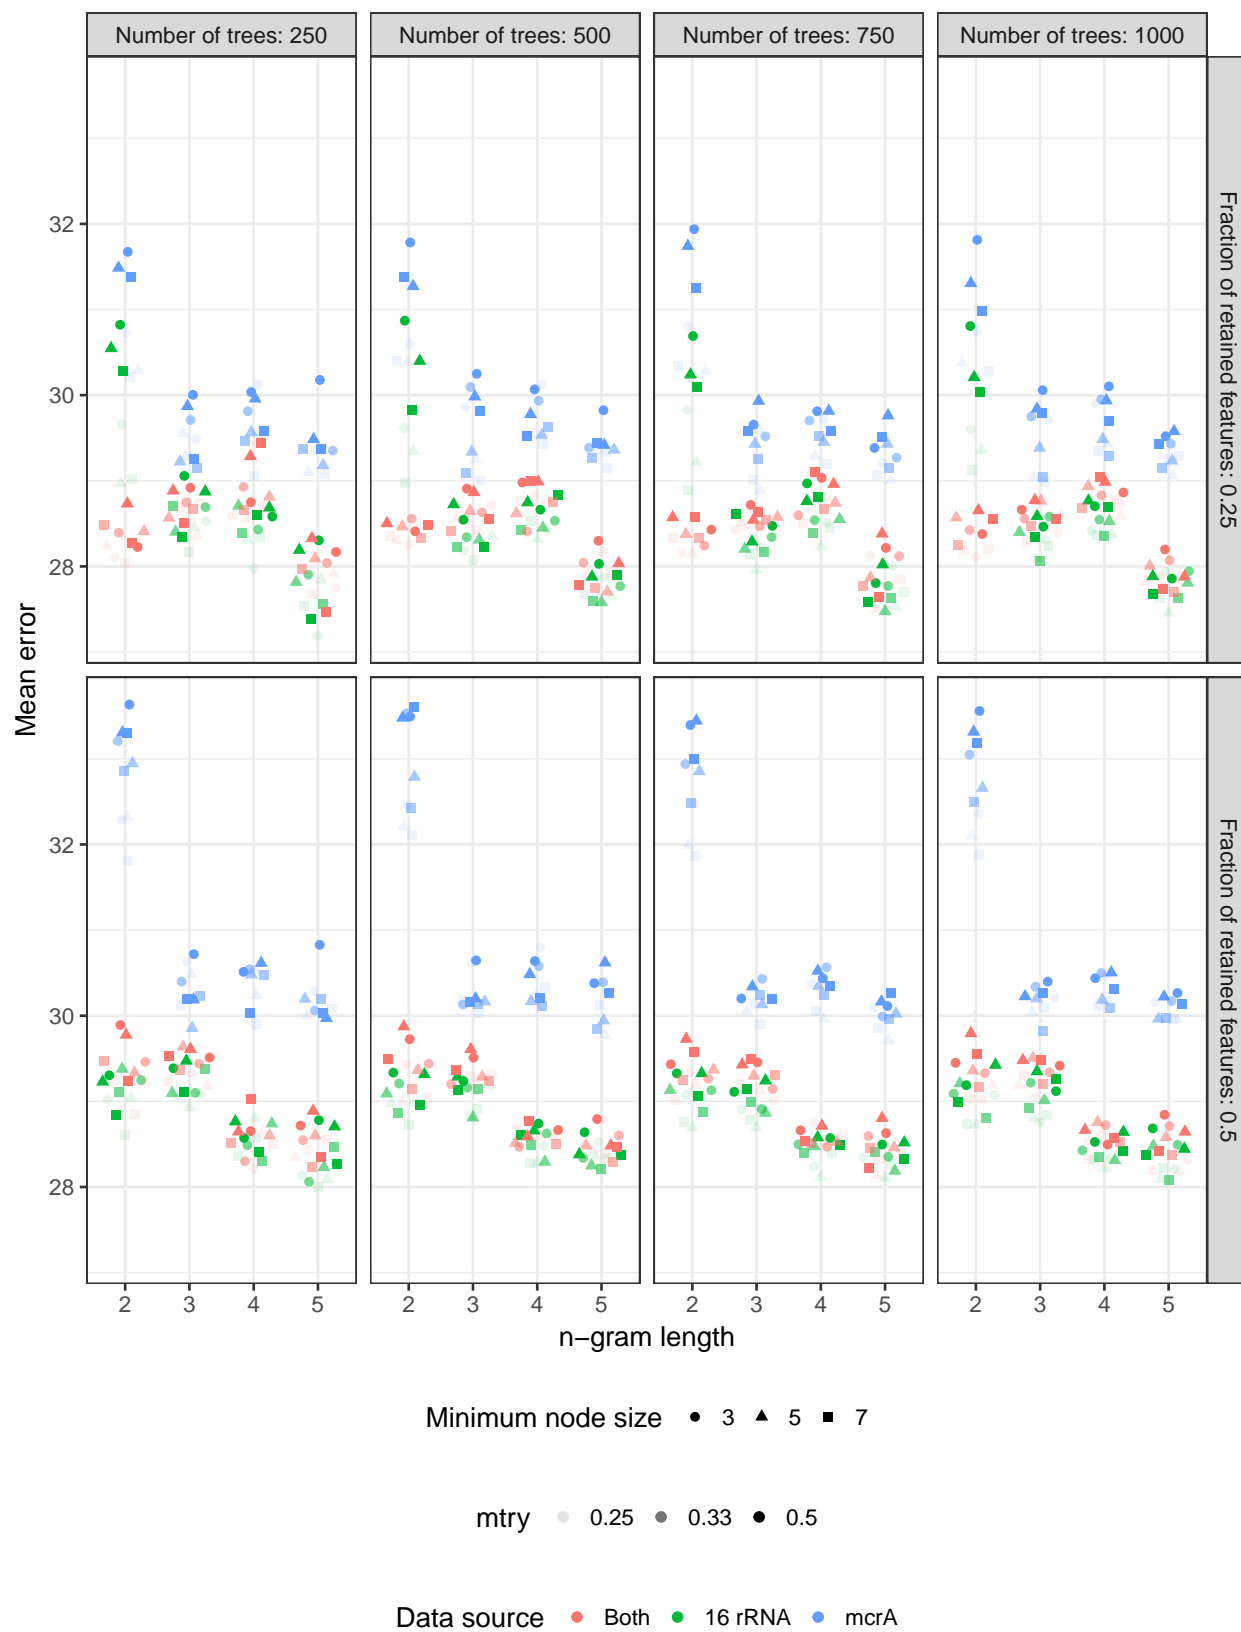 Number of trees: 250
Number of trees: 500
Number of trees: 750
Number of trees: 1000
Fraction of retained features: 0.25
Fraction of retained features: 0.5
Mean error
32
30
28
32
30
28
2 3 4 5
2 3 4 5
2 3 4 5
2 3 4 5
n−gram length
Minimum node size 3 5 7
mtry 0.25 0.33 0.5
Data source Both 16 rRNA mcrA